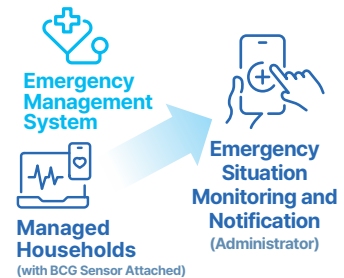 Emergency
Management
System
Managed
Households
(with BCG Sensor Attached)
Emergency
Situation
Monitoring and
Notification
(Administrator)